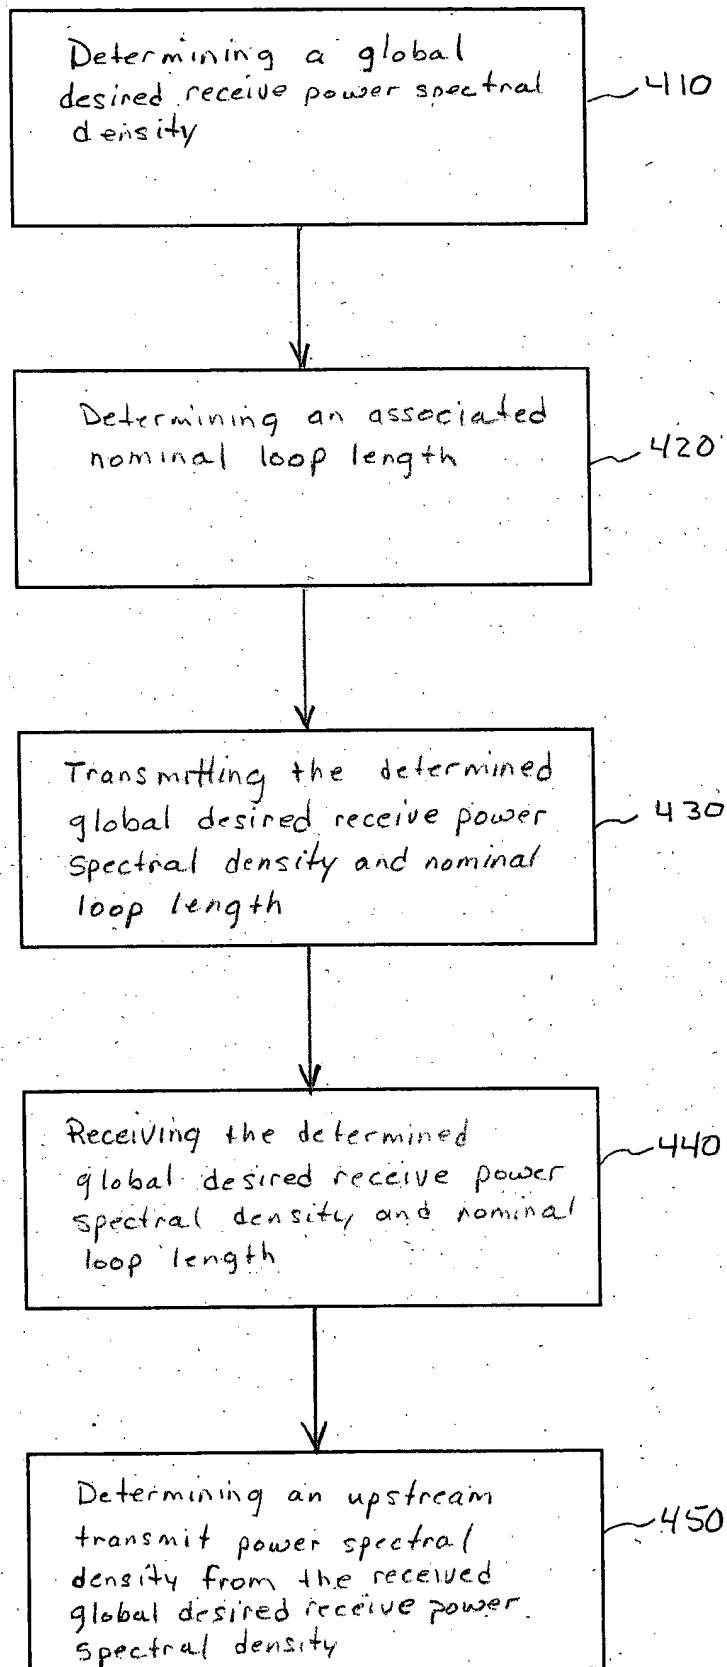 Determining a global
desired receive power spectral
density
410
Determining an associated
nominal loop length
420
Transmitting the determined
global desired receive power
spectral density and nominal
loop length
430
Receiving the determined
global desired receive power
spectral density and nominal
loop length
440
Determining an upstream
transmit power spectral
density from the received
global desired receive power
spectral density
450